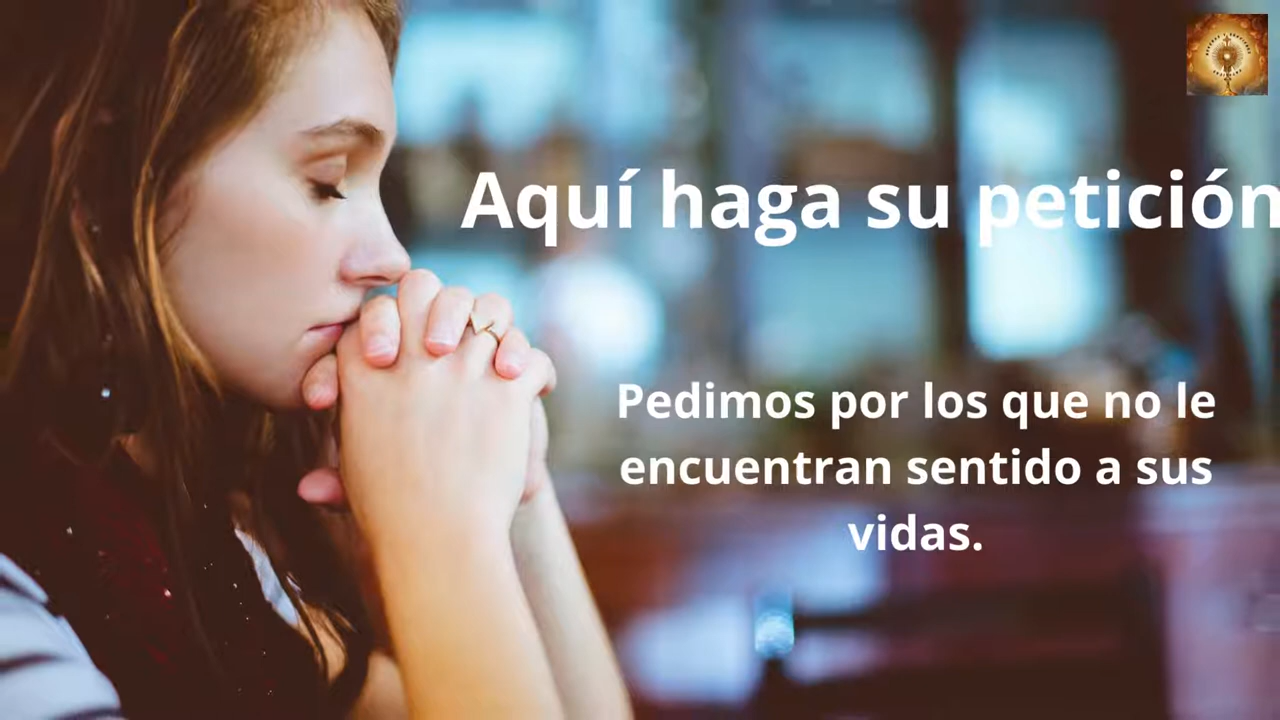 Aquí haga su petición
Pedimos por los que no le
encuentran sentido a sus
vidas.